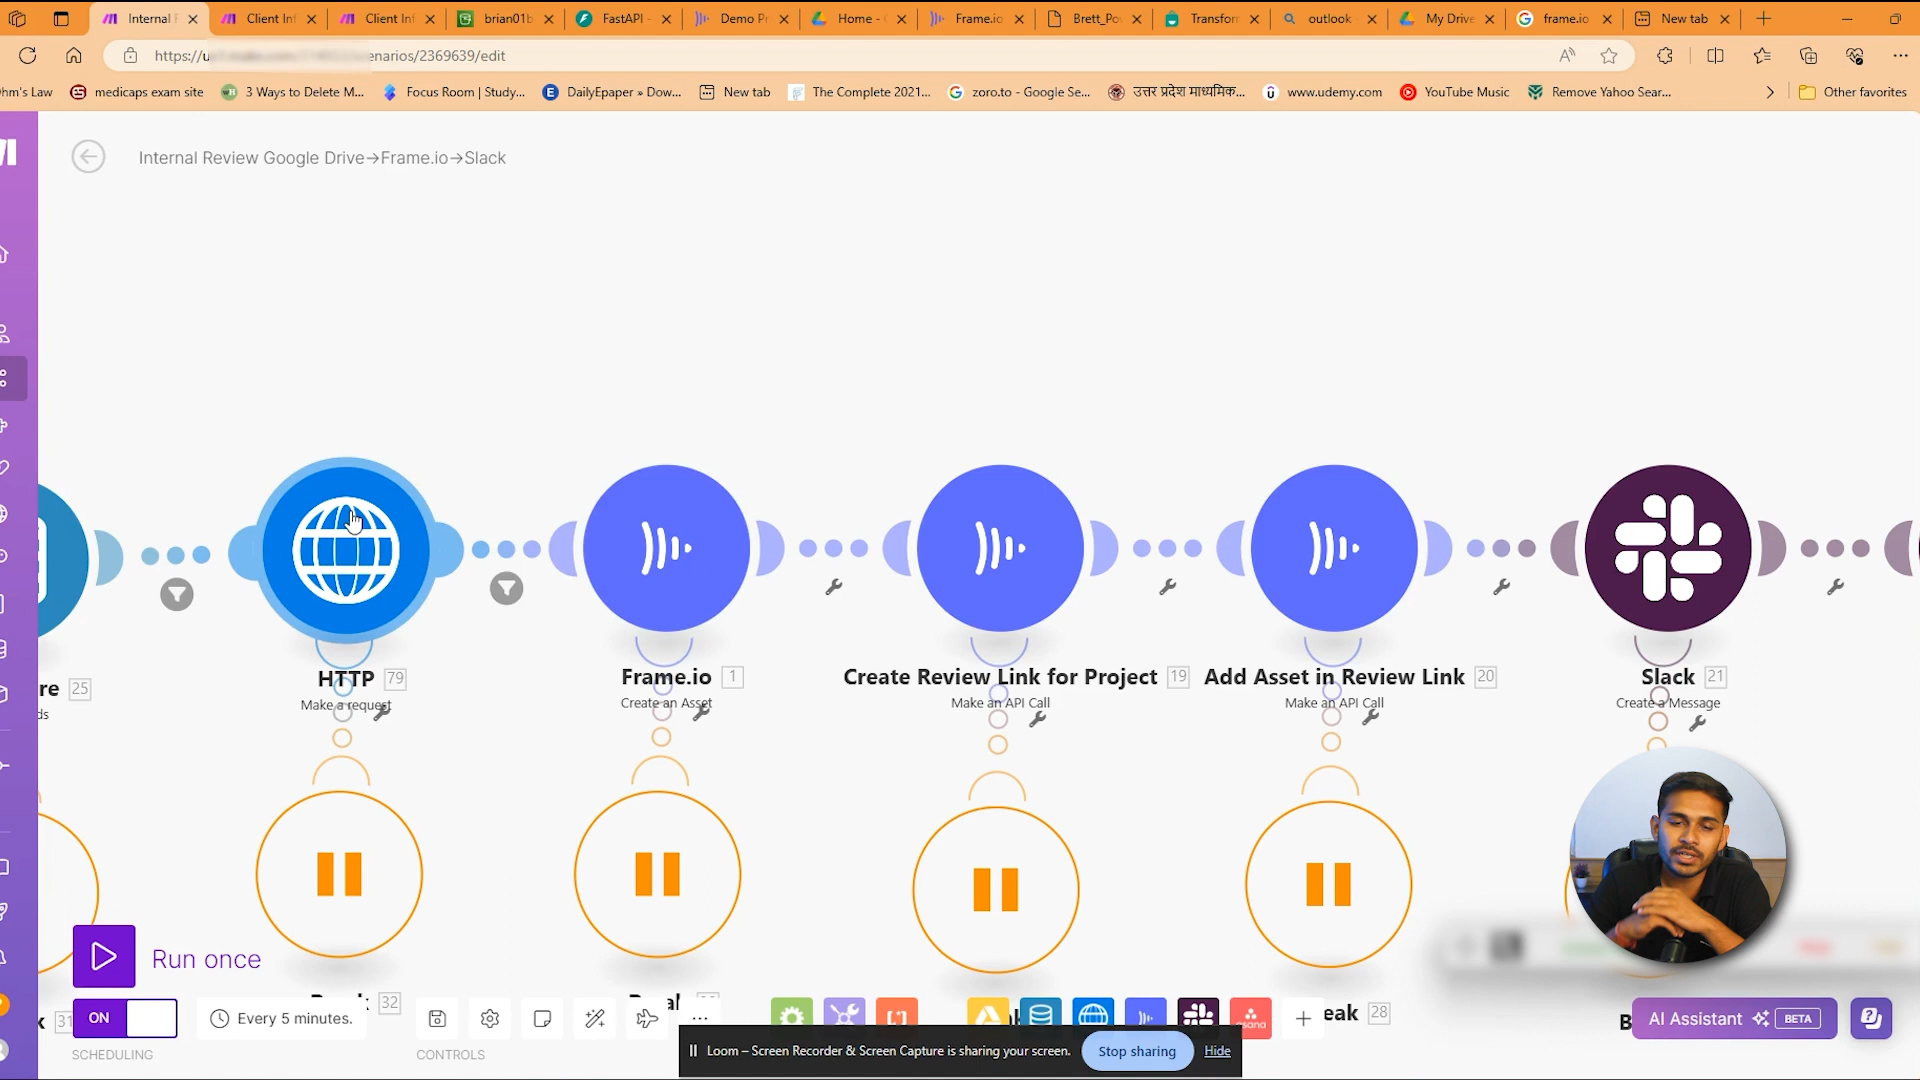 Internal F
Client Inf
Client Inf
brian01b
FastAPI -
Demo Pr
Home - G
Frame.io
Brett_Pov
Transforr
outlook
My Drive
frame.io
New tab
https://u
enarios/2369639/edit
hm's Law
medicaps exam site
3 Ways to Delete M...
Focus Room | Study...
DailyEpaper » Dow...
New tab
The Complete 2021...
zoro.to - Google Se...
उत्तर प्रदेश माध्यमिक...
www.udemy.com
YouTube Music
Remove Yahoo Sear...
Other favorites
Internal Review Google Drive→Frame.io→Slack
re 25
ds
HTTP 79
Make a request
Frame.io 1
Create an Asset
Create Review Link for Project 19
Make an API Call
Add Asset in Review Link 20
Make an API Call
Slack 21
Create a Message
Run once
32
eak 28
k 31
ON
Every 5 minutes.
SCHEDULING
CONTROLS
asana
AI Assistant BETA
Loom – Screen Recorder & Screen Capture is sharing your screen.
Stop sharing
Hide